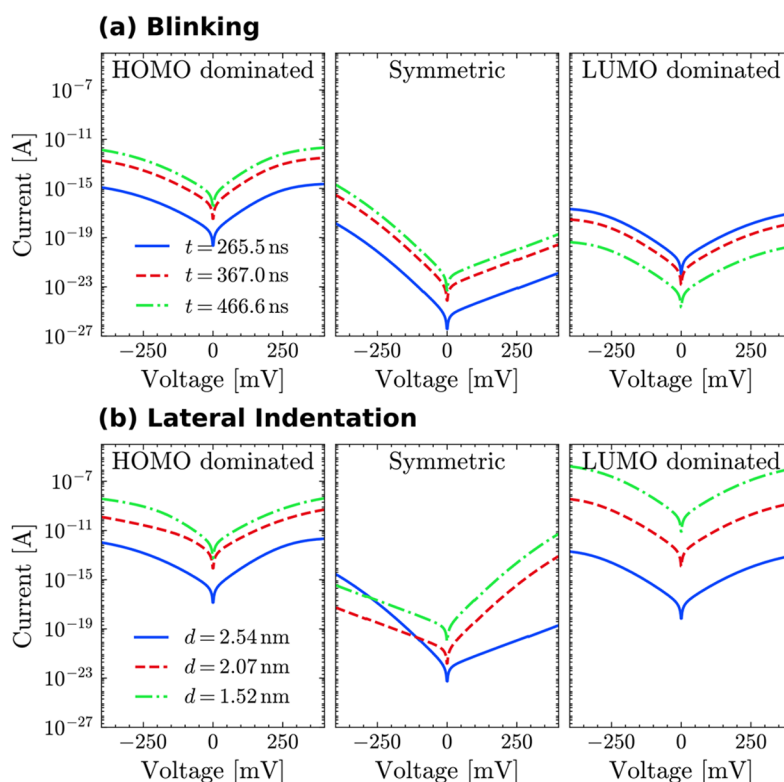 (a) Blinking
HOMO dominated
Symmetric
LUMO dominated
Current [A]
10⁻⁷
10⁻¹¹
10⁻¹⁵
10⁻¹⁹
10⁻²³
10⁻²⁷
t = 265.5 ns
t = 367.0 ns
t = 466.6 ns
−250 0 250
−250 0 250
−250 0 250
Voltage [mV]
Voltage [mV]
Voltage [mV]
(b) Lateral Indentation
HOMO dominated
Symmetric
LUMO dominated
Current [A]
10⁻⁷
10⁻¹¹
10⁻¹⁵
10⁻¹⁹
10⁻²³
10⁻²⁷
d = 2.54 nm
d = 2.07 nm
d = 1.52 nm
−250 0 250
−250 0 250
−250 0 250
Voltage [mV]
Voltage [mV]
Voltage [mV]